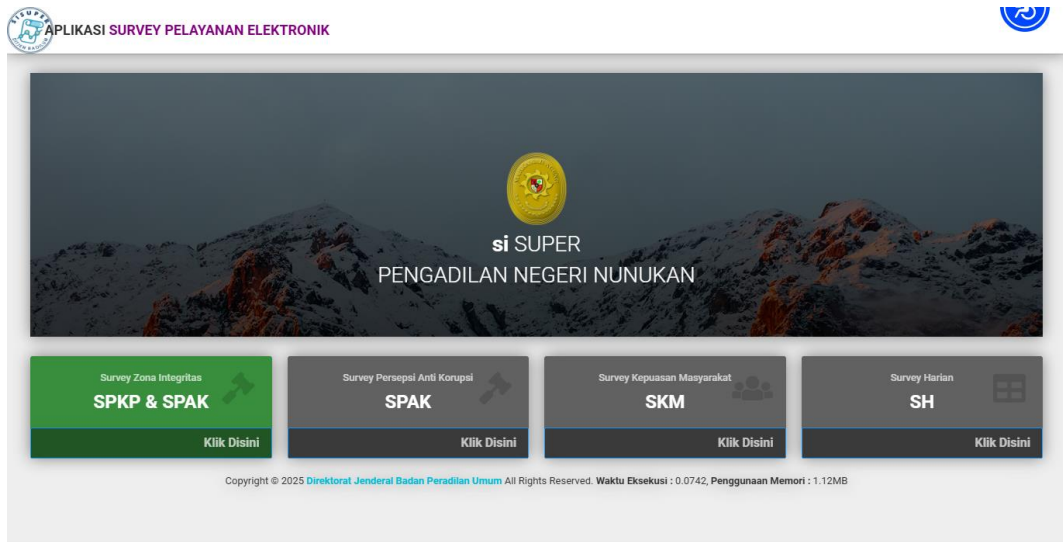 SISUPER
APLIKASI SURVEY PELAYANAN ELEKTRONIK
si SUPER
PENGADILAN NEGERI NUNUKAN
Survey Zona Integritas
SPKP & SPAK
Klik Disini
Survey Persepsi Anti Korupsi
SPAK
Klik Disini
Survey Kepuasan Masyarakat
SKM
Klik Disini
Survey Harian
SH
Klik Disini
Copyright © 2025 Direktorat Jenderal Badan Peradilan Umum All Rights Reserved. Waktu Eksekusi : 0.0742, Penggunaan Memori : 1.12MB